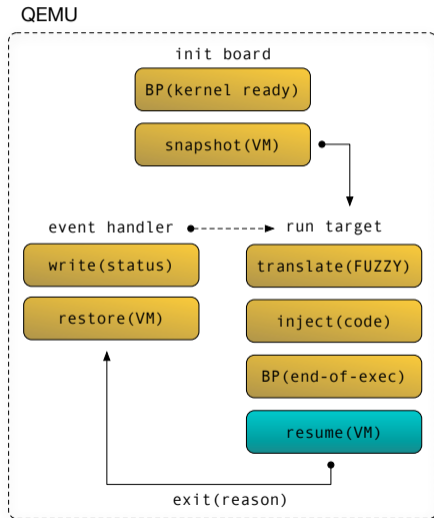 QEMU
init board
BP(kernel ready)
snapshot(VM)
event handler
write(status)
restore(VM)
run target
translate(FUZZY)
inject(code)
BP(end-of-exec)
resume(VM)
exit(reason)